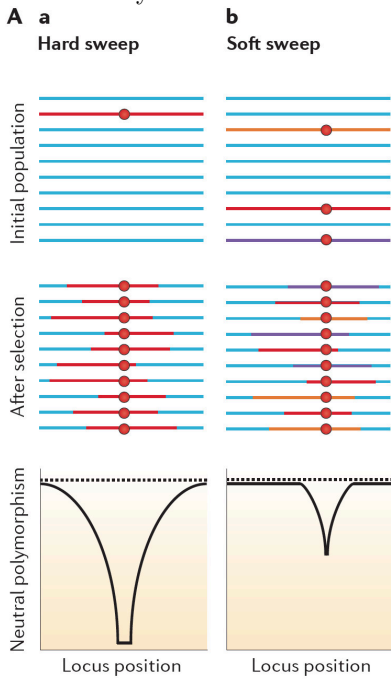 A a
Hard sweep
b
Soft sweep
Initial population
After selection
Neutral polymorphism
Locus position
Locus position